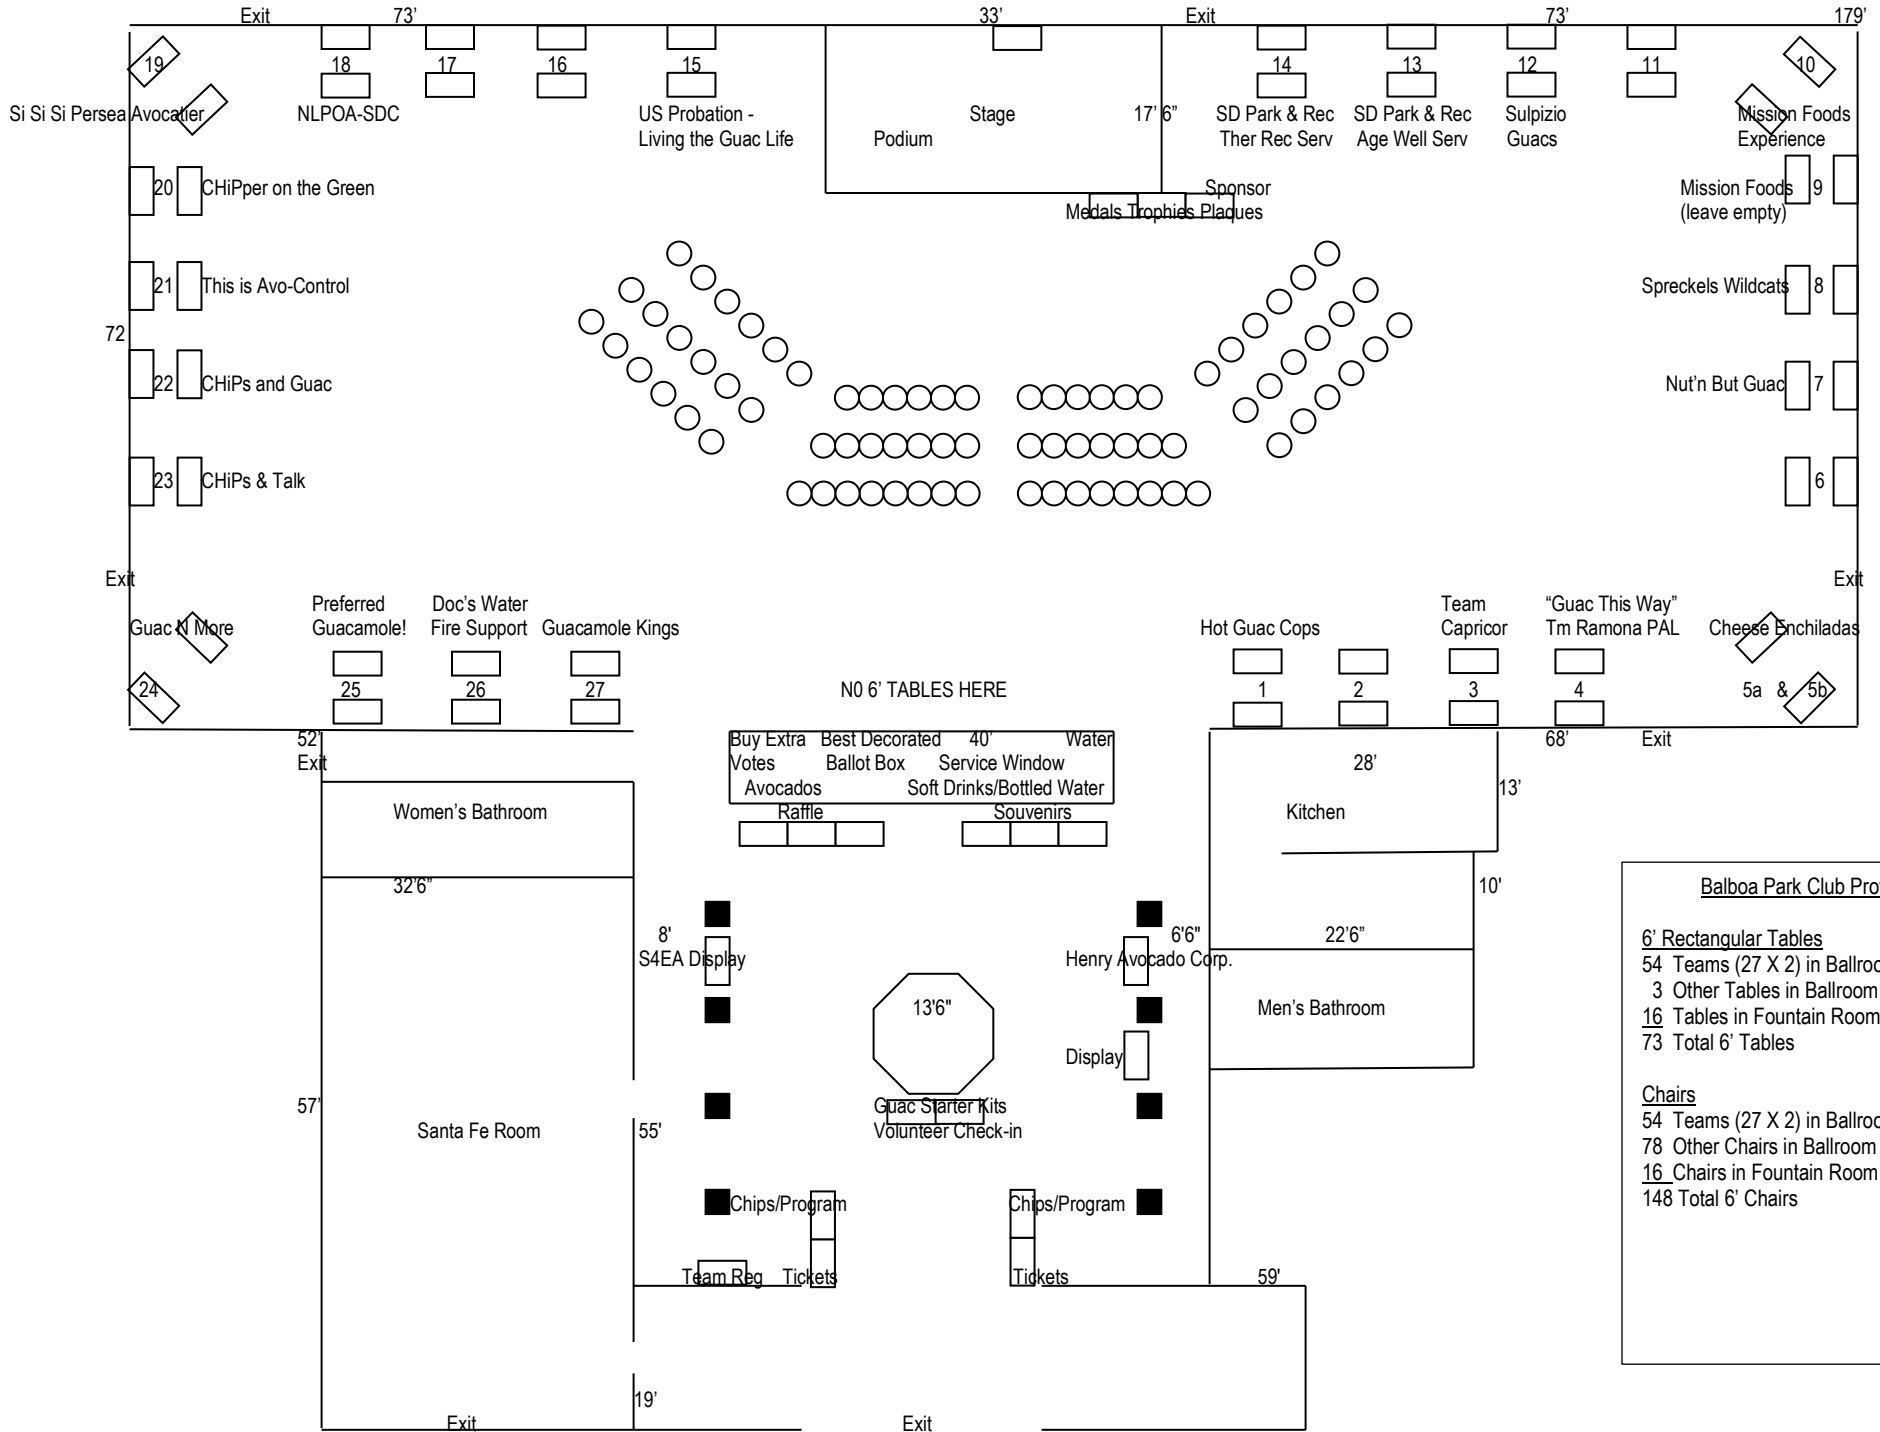 Exit 73' 33' Exit 73' 179'
19 18 17 16 15 14 13 12 11 10
Si Si Si Persea Avocatier NLPOA-SDC US Probation - Stage 17' 6" SD Park & Rec SD Park & Rec Sulpizio Mission Foods
Living the Guac Life Podium Ther Rec Serv Age Well Serv Guacs Experience
20 CHiPper on the Green Sponsor Mission Foods 9
Medals Trophies Plaques (leave empty)
21 This is Avo-Control Spreckels Wildcats 8
72
22 CHiPs and Guac Nut'n But Guac 7
23 CHiPs & Talk 6
Exit Exit
Preferred Doc's Water Team "Guac This Way"
Guac N More Guacamole! Fire Support Guacamole Kings Hot Guac Cops Capricor Tm Ramona PAL Cheese Enchiladas
24 25 26 27 N0 6' TABLES HERE 1 2 3 4 5a & 5b
52' Buy Extra Best Decorated 40' Water 68' Exit
Exit Votes Ballot Box Service Window 28'
Avocados Soft Drinks/Bottled Water 13'
Women's Bathroom Raffle Souvenirs Kitchen
32'6" 10'
8' 6'6" 22'6"
S4EA Display Henry Avocado Corp.
13'6" Men's Bathroom
Display
57' Guac Starter Kits
Santa Fe Room 55' Volunteer Check-in
Chips/Program Chips/Program
Team Reg Tickets Tickets 59'
19'
Exit Exit
Balboa Park Club Pro
6' Rectangular Tables
54 Teams (27 X 2) in Ballroo
3 Other Tables in Ballroom
16 Tables in Fountain Room
73 Total 6' Tables
Chairs
54 Teams (27 X 2) in Ballroo
78 Other Chairs in Ballroom
16 Chairs in Fountain Room
148 Total 6' Chairs